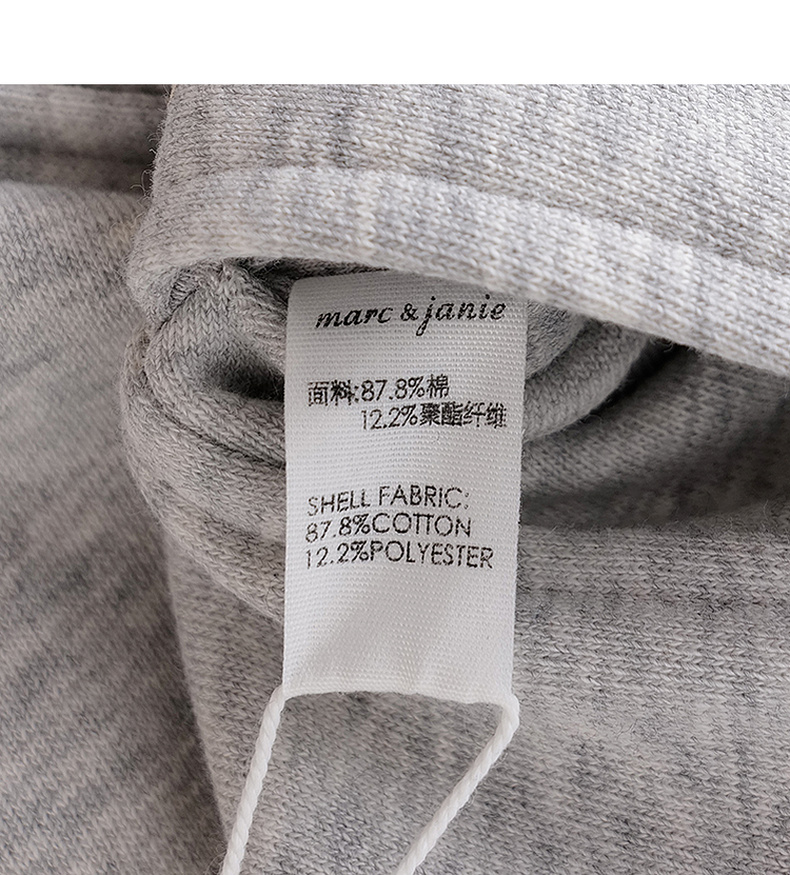 marc & janie
面料:87.8%棉
12.2%聚酯纤维
SHELL FABRIC:
87.8%COTTON
12.2%POLYESTER